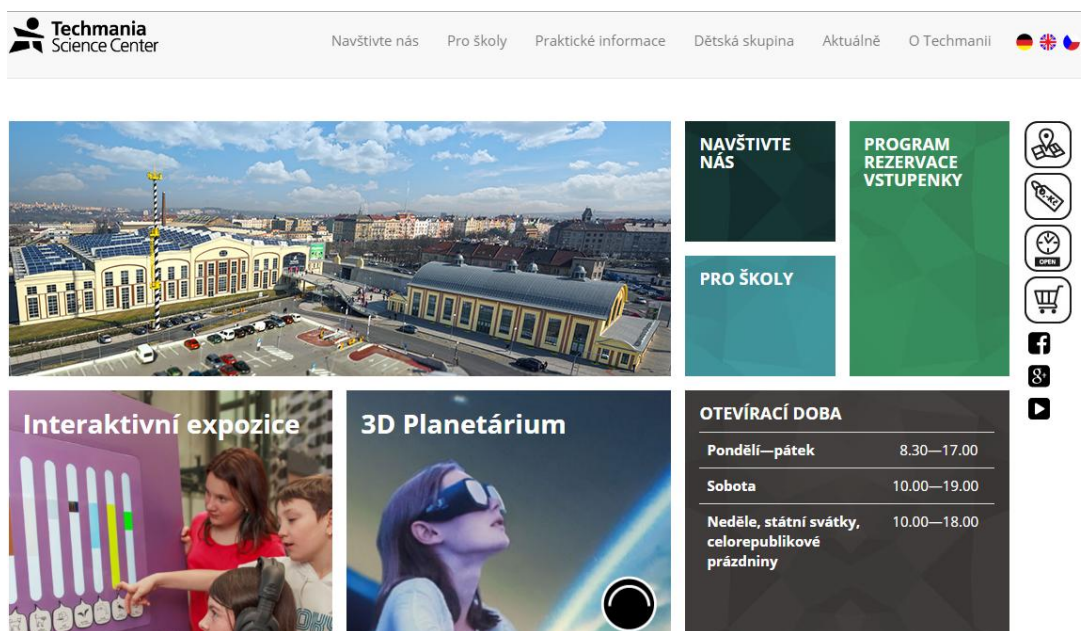 Techmania
Science Center
Navštivte nás Pro školy Praktické informace Dětská skupina Aktuálně O Techmanii
NAVŠTIVTE
NÁS
PROGRAM
REZERVACE
VSTUPENKY
PRO ŠKOLY
OPEN
Interaktivní expozice
3D Planetárium
OTEVÍRACÍ DOBA
Pondělí—pátek 8.30—17.00
Sobota 10.00—19.00
Neděle, státní svátky, 10.00—18.00
celorepublikové
prázdniny